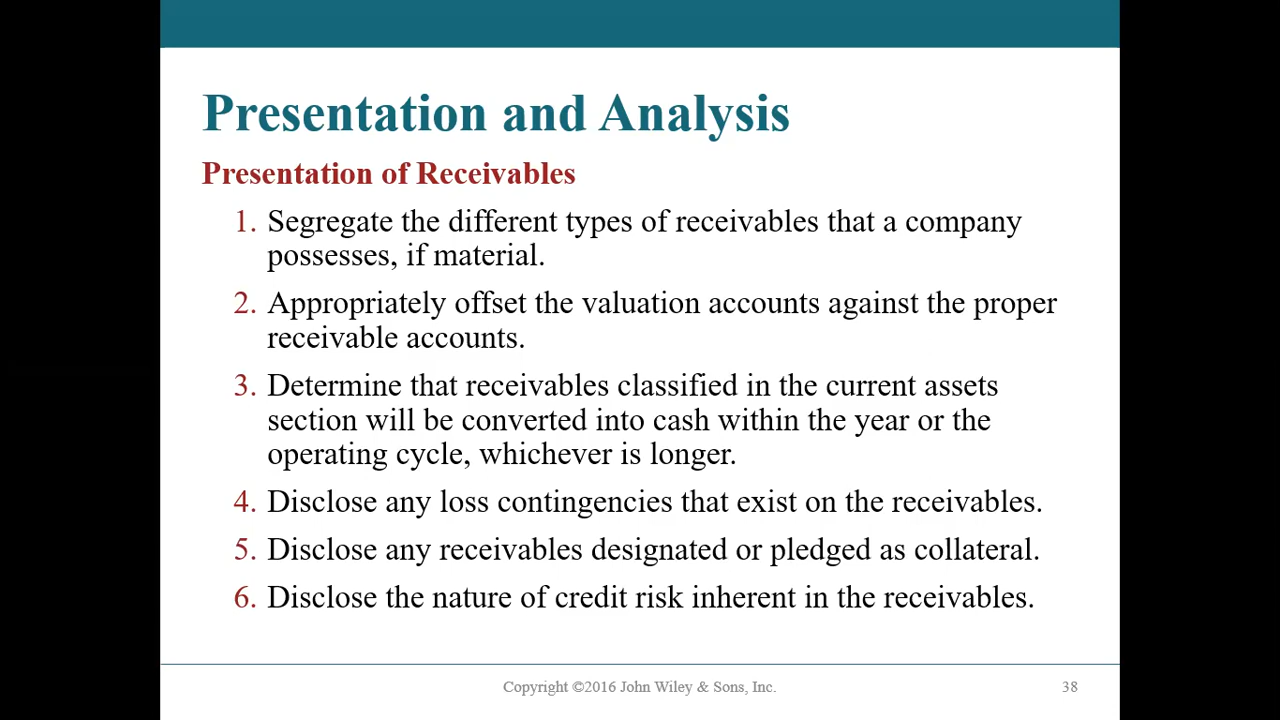 Presentation and Analysis
Presentation of Receivables
1. Segregate the different types of receivables that a company
possesses, if material.
2. Appropriately offset the valuation accounts against the proper
receivable accounts.
3. Determine that receivables classified in the current assets
section will be converted into cash within the year or the
operating cycle, whichever is longer.
4. Disclose any loss contingencies that exist on the receivables.
5. Disclose any receivables designated or pledged as collateral.
6. Disclose the nature of credit risk inherent in the receivables.
Copyright ©2016 John Wiley & Sons, Inc.
38